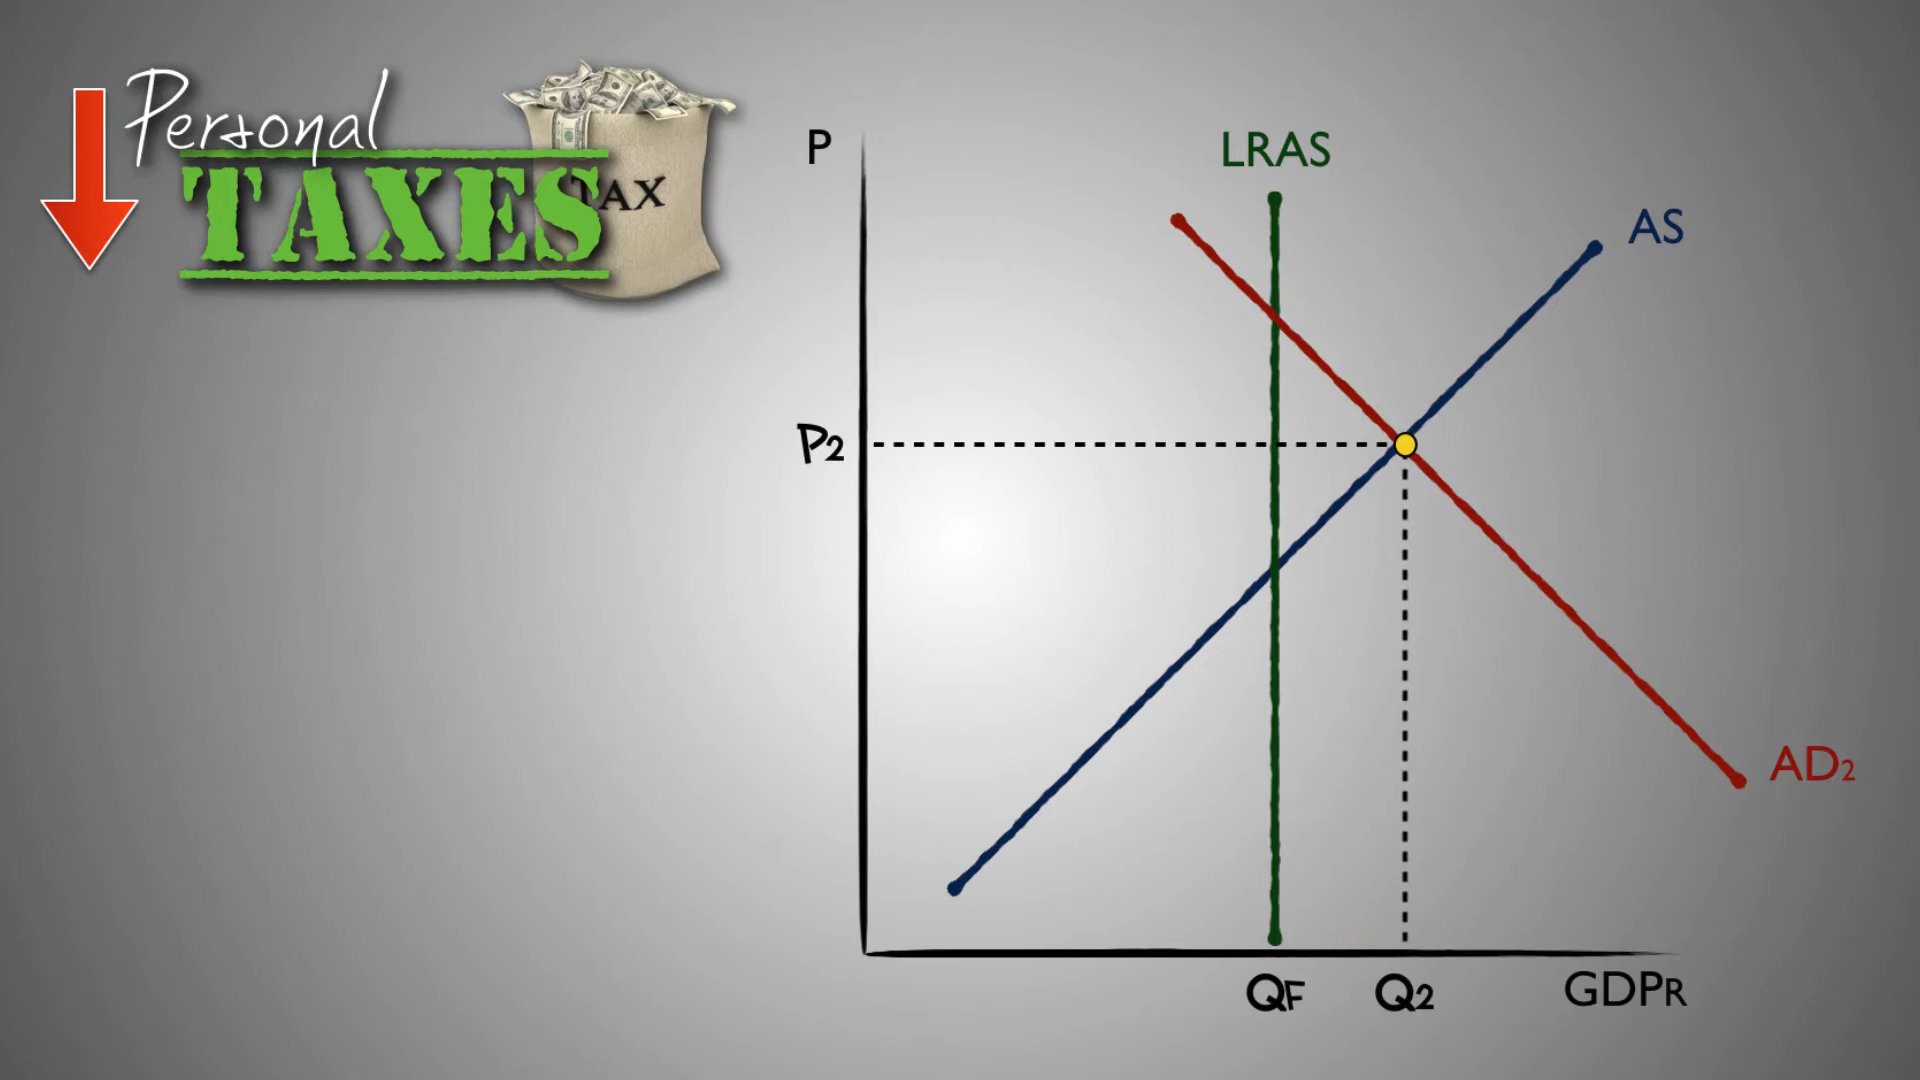 Personal
TAXES
TAX
P
LRAS
AS
P2
AD2
QF
Q2
GDPR